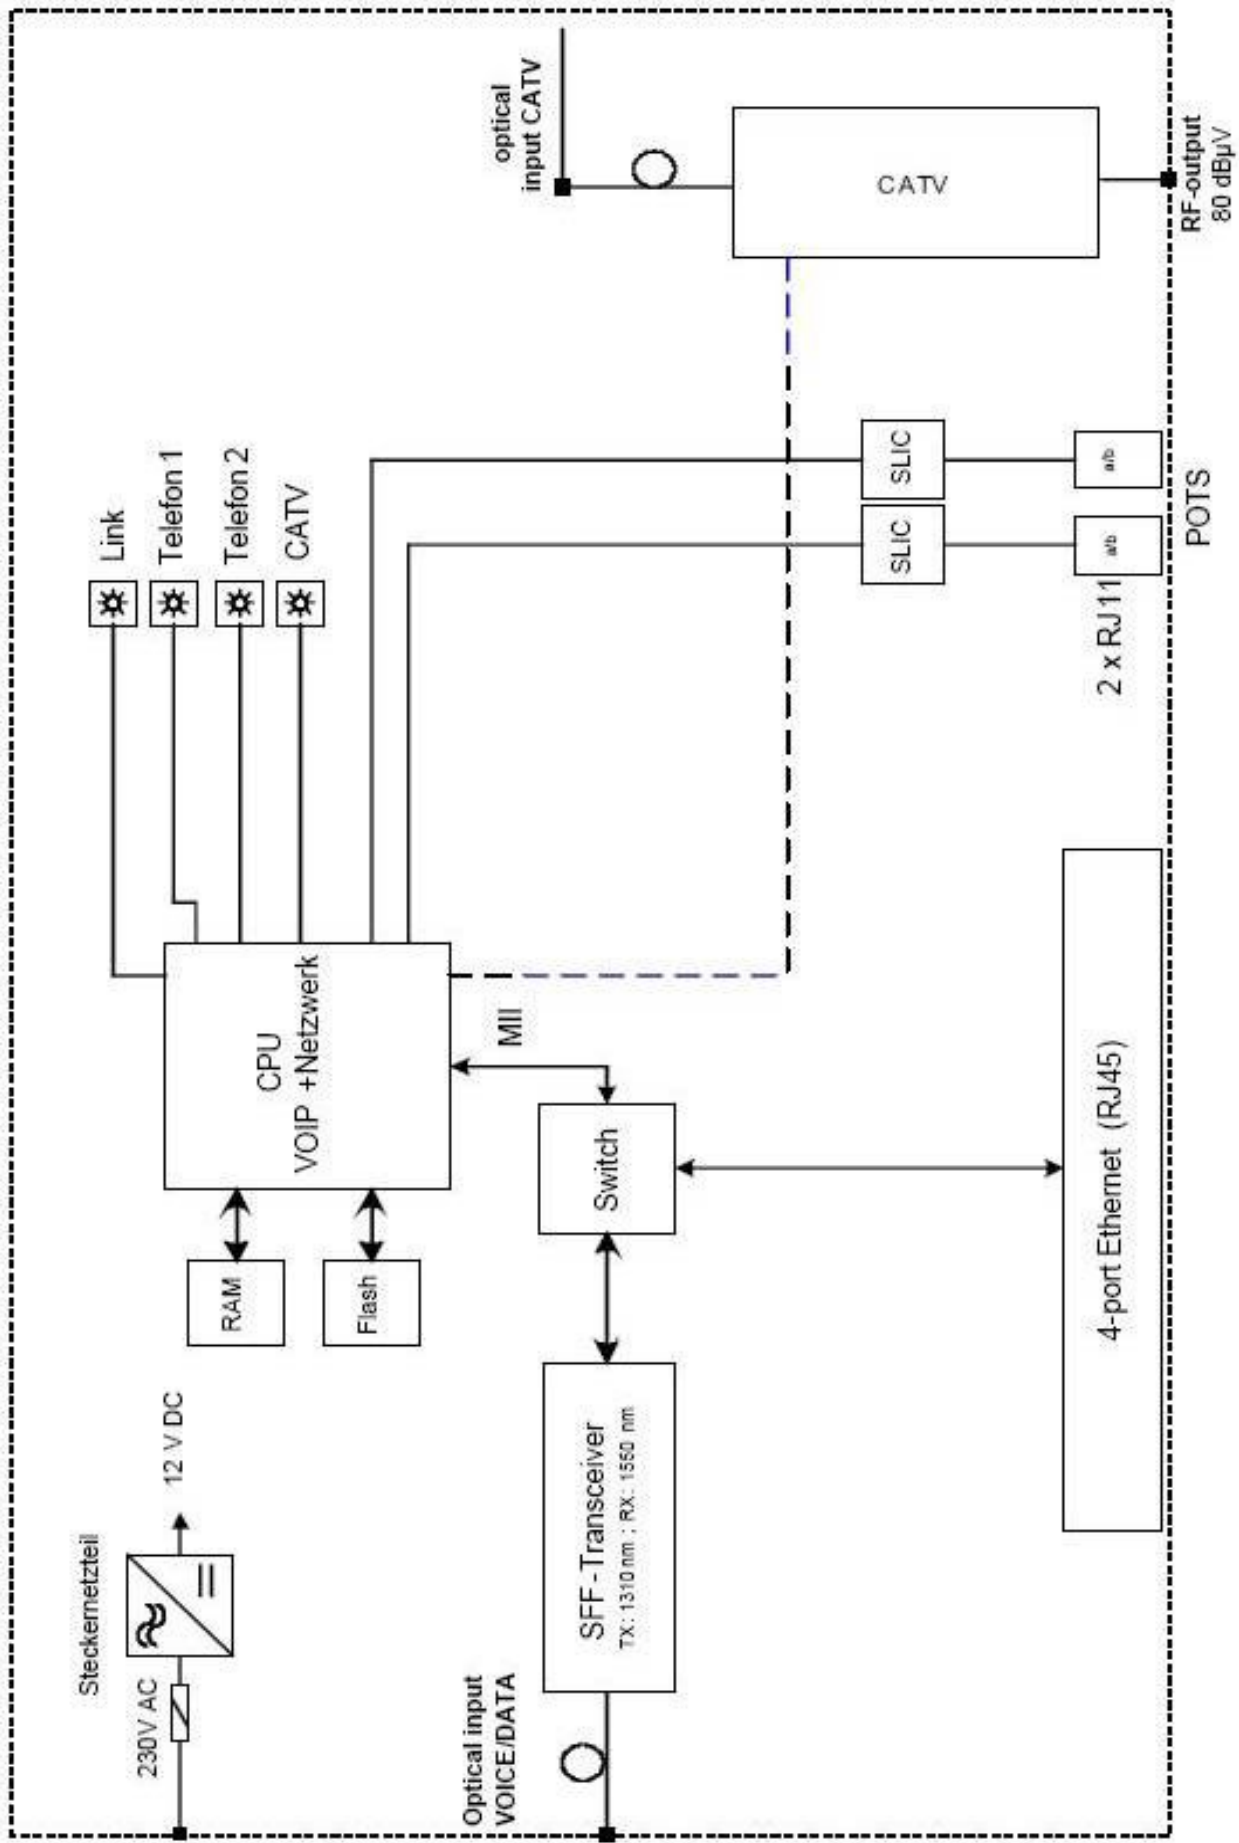 Steckernetzteil
230V AC
12 V DC
RAM
Flash
CPU
VOIP +Netzwerk
Link
Telefon 1
Telefon 2
CATV
optical
input CATV
CATV
RF-output
80 dBµV
MII
Switch
Optical input
VOICE/DATA
SFF -Transceiver
TX: 1310 nm ; RX: 1550 nm
SLIC
SLIC
a/b
a/b
2 x RJ11
POTS
4-port Ethernet (RJ45)